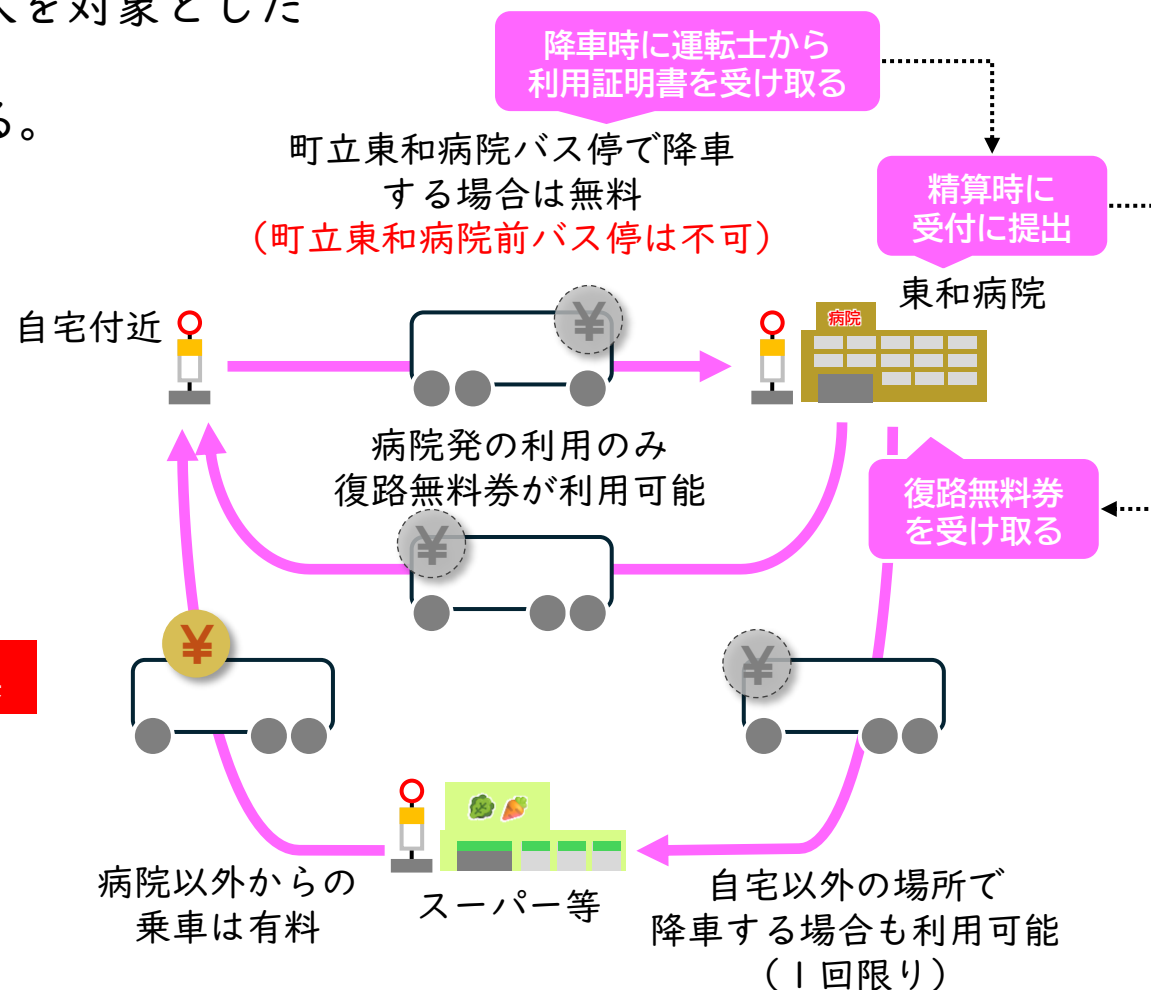 人を対象とした
る。
降車時に運転士から
利用証明書を受け取る
町立東和病院バス停で降車
する場合は無料
(町立東和病院前バス停は不可)
精算時に
受付に提出
東和病院
自宅付近
¥
病院
病院発の利用のみ
復路無料券が利用可能
復路無料券
を受け取る
¥
¥
¥
病院以外からの
乗車は有料
スーパー等
自宅以外の場所で
降車する場合も利用可能
(1回限り)